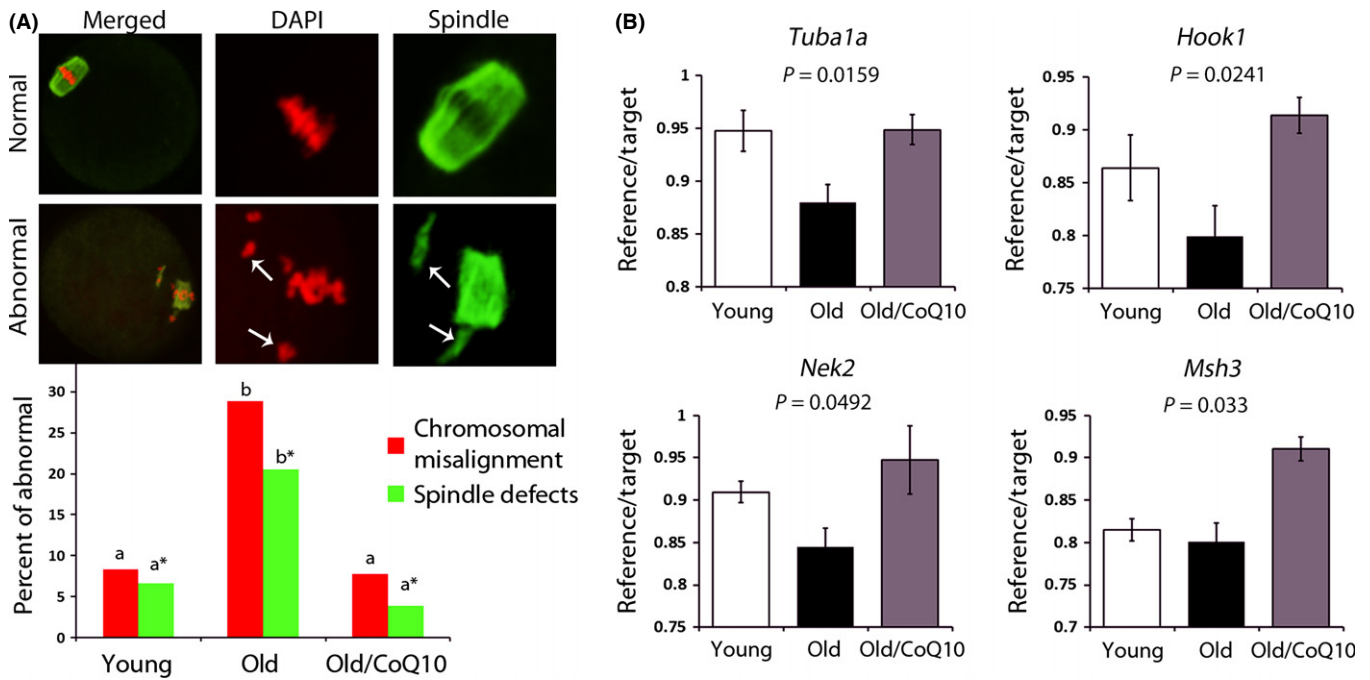 (A)
Merged DAPI Spindle
Normal
Abnormal
Percent of abnormal
30
25
20
15
10
5
0
a
a*
b
b*
a
a*
Chromosomal
misalignment
Spindle defects
Young Old Old/CoQ10
(B)
Tuba1a
P = 0.0159
Reference/target
1
0.95
0.9
0.85
0.8
Young Old Old/CoQ10
Hook1
P = 0.0241
Reference/target
0.95
0.9
0.85
0.8
0.75
Young Old Old/CoQ10
Nek2
P = 0.0492
Reference/target
1
0.95
0.9
0.85
0.8
0.75
Young Old Old/CoQ10
Msh3
P = 0.033
Reference/target
0.95
0.9
0.85
0.8
0.75
0.7
Young Old Old/CoQ10